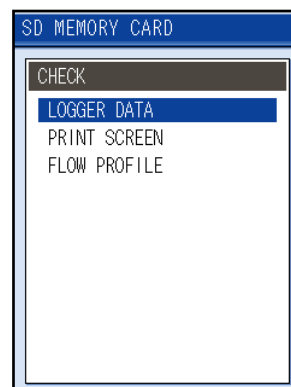 SD MEMORY CARD
CHECK
LOGGER DATA
PRINT SCREEN
FLOW PROFILE